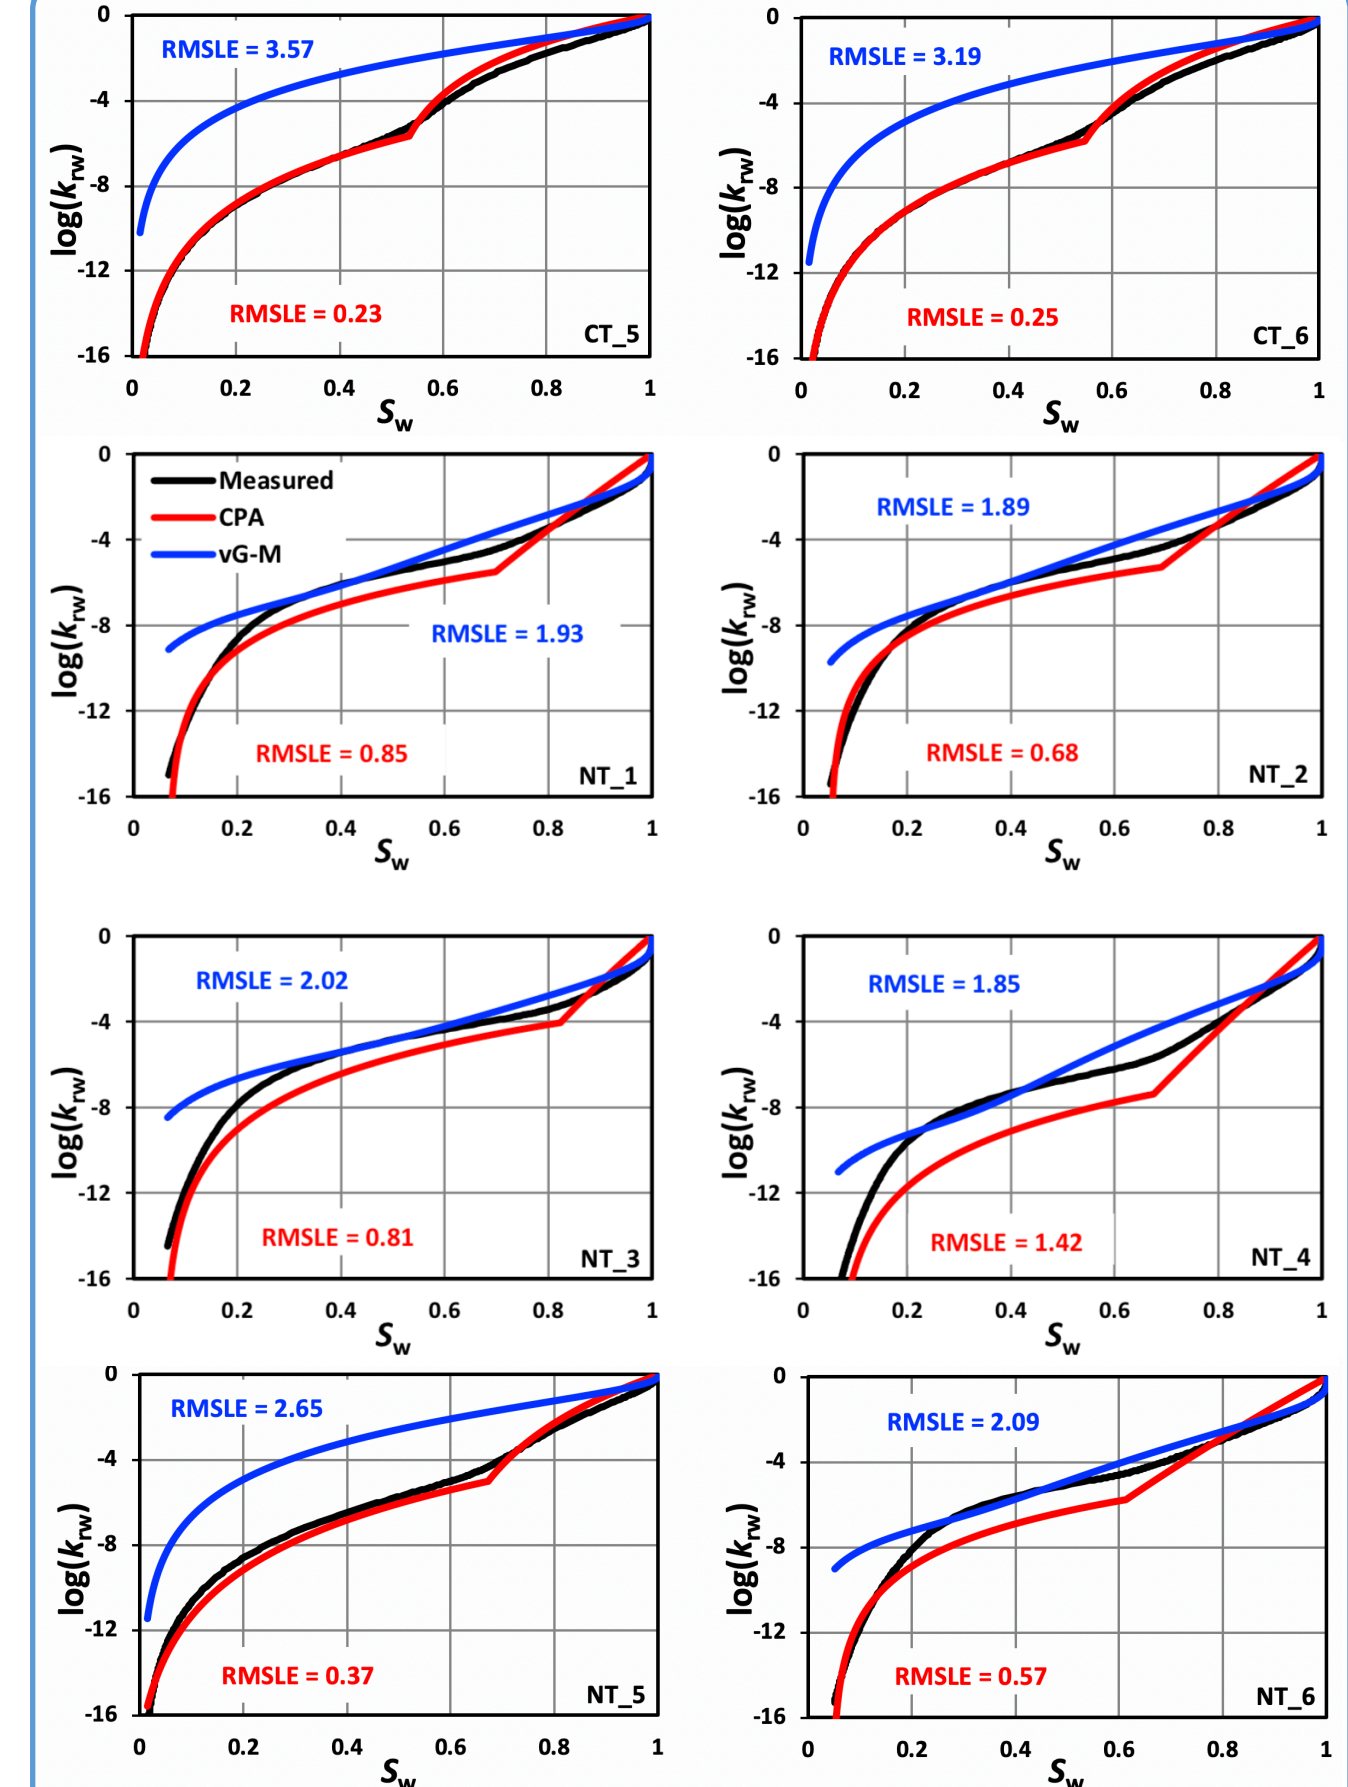 0
RMSLE = 3.57
-4
-8
-12
RMSLE = 0.23
CT_5
-16
0 0.2 0.4 0.6 0.8 1
log(krw)
Sw
0
RMSLE = 3.19
-4
-8
-12
RMSLE = 0.25
CT_6
-16
0 0.2 0.4 0.6 0.8 1
log(krw)
Sw
0
Measured
CPA
-4
vG-M
-8
RMSLE = 1.93
-12
RMSLE = 0.85
NT_1
-16
0 0.2 0.4 0.6 0.8 1
log(krw)
Sw
0
RMSLE = 1.89
-4
-8
-12
RMSLE = 0.68
NT_2
-16
0 0.2 0.4 0.6 0.8 1
log(krw)
Sw
0
RMSLE = 2.02
-4
-8
-12
RMSLE = 0.81
NT_3
-16
0 0.2 0.4 0.6 0.8 1
log(krw)
Sw
0
RMSLE = 1.85
-4
-8
-12
RMSLE = 1.42
NT_4
-16
0 0.2 0.4 0.6 0.8 1
log(krw)
Sw
0
RMSLE = 2.65
-4
-8
-12
RMSLE = 0.37
NT_5
-16
0 0.2 0.4 0.6 0.8 1
log(krw)
Sw
0
RMSLE = 2.09
-4
-8
-12
RMSLE = 0.57
NT_6
-16
0 0.2 0.4 0.6 0.8 1
log(krw)
Sw